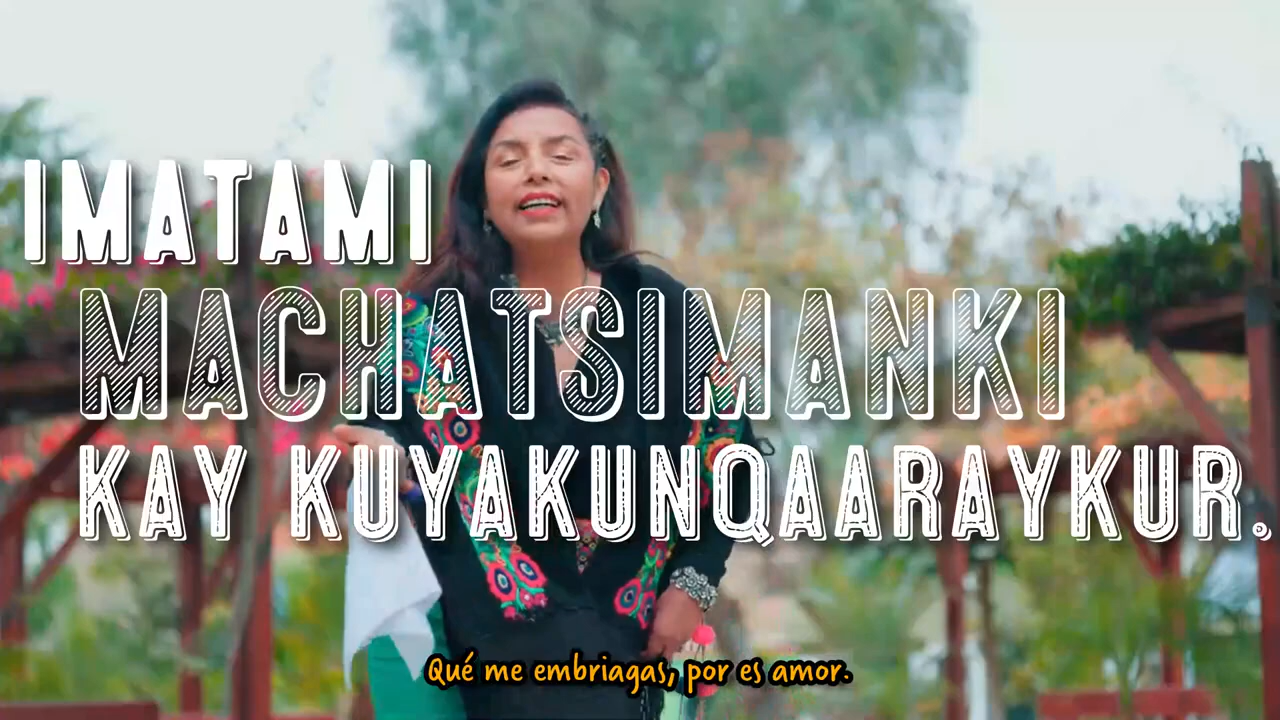 IMATAMI
MACHATSIMANKI
KAY KUYAKUNQAARAYKUR.
Qué me embriagas, por es amor.